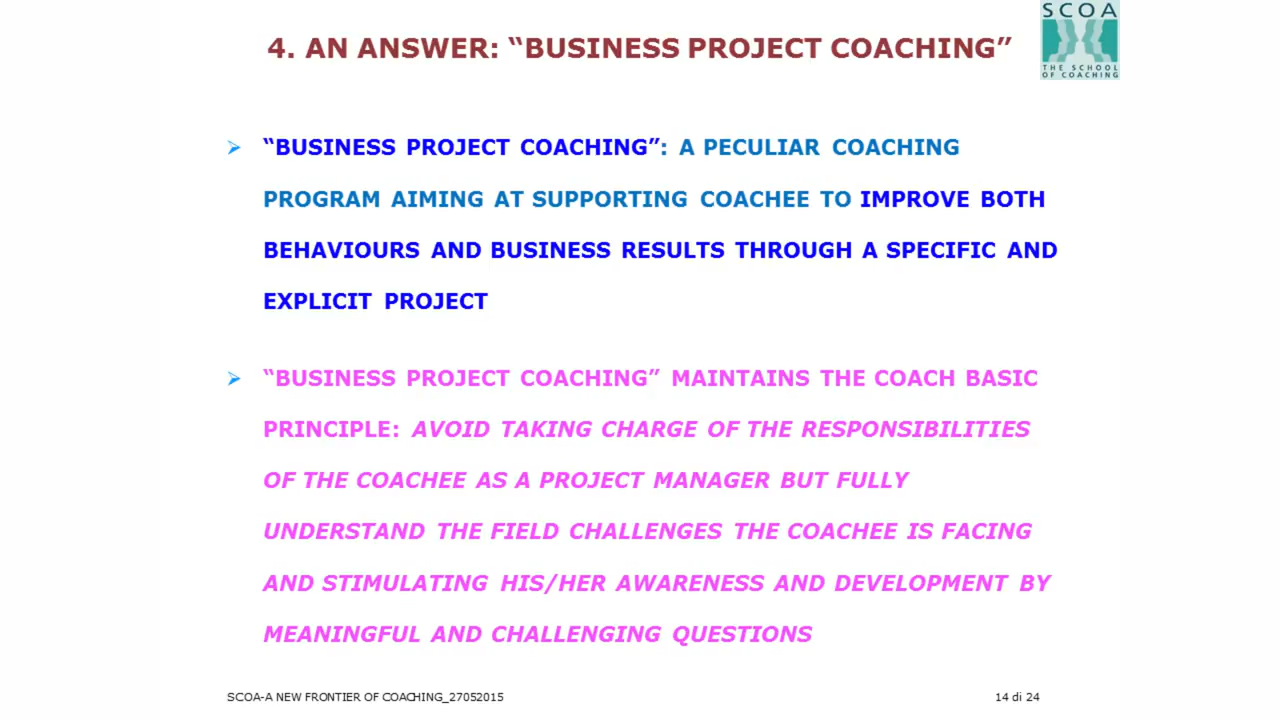 4. AN ANSWER: “BUSINESS PROJECT COACHING”
SCOA
THE SCHOOL
OF COACHING
“BUSINESS PROJECT COACHING”: A PECULIAR COACHING
PROGRAM AIMING AT SUPPORTING COACHEE TO IMPROVE BOTH
BEHAVIOURS AND BUSINESS RESULTS THROUGH A SPECIFIC AND
EXPLICIT PROJECT
“BUSINESS PROJECT COACHING” MAINTAINS THE COACH BASIC
PRINCIPLE: AVOID TAKING CHARGE OF THE RESPONSIBILITIES
OF THE COACHEE AS A PROJECT MANAGER BUT FULLY
UNDERSTAND THE FIELD CHALLENGES THE COACHEE IS FACING
AND STIMULATING HIS/HER AWARENESS AND DEVELOPMENT BY
MEANINGFUL AND CHALLENGING QUESTIONS
SCOA-A NEW FRONTIER OF COACHING_27052015
14 di 24